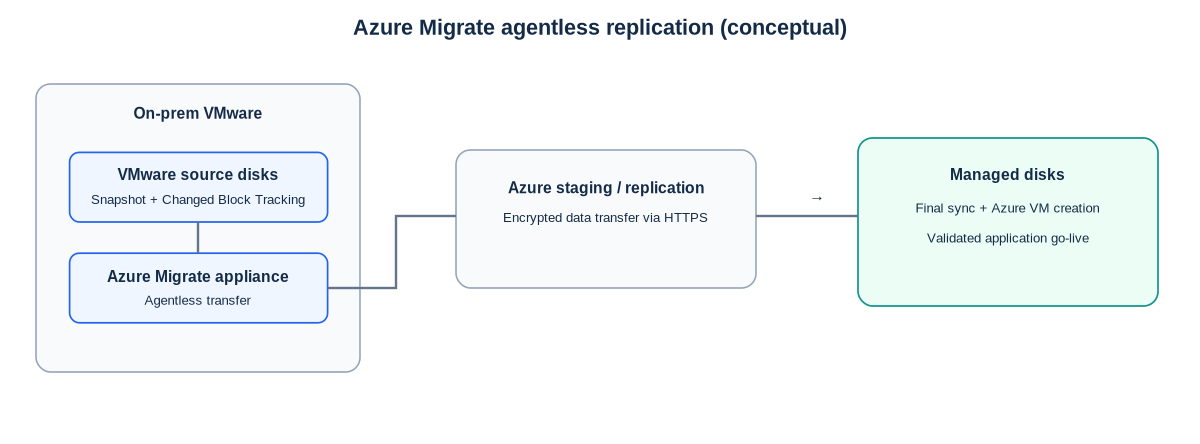 Azure Migrate agentless replication (conceptual)
On-prem VMware
VMware source disks
Snapshot + Changed Block Tracking
Azure Migrate appliance
Agentless transfer
Azure staging / replication
Encrypted data transfer via HTTPS
→
Managed disks
Final sync + Azure VM creation
Validated application go-live